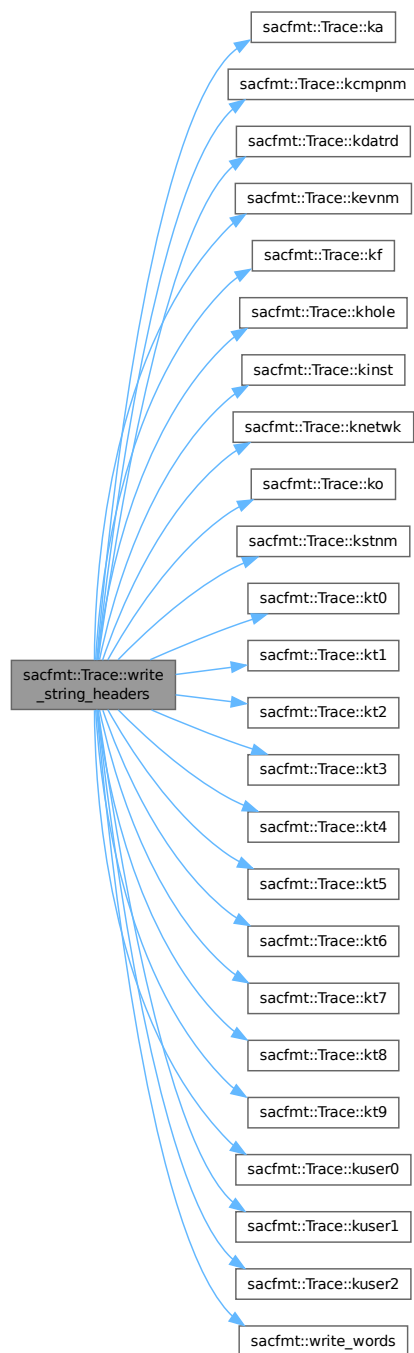 sacfmt::Trace::ka
sacfmt::Trace::kcmpnm
sacfmt::Trace::kdatrd
sacfmt::Trace::kevnm
sacfmt::Trace::kf
sacfmt::Trace::khole
sacfmt::Trace::kinst
sacfmt::Trace::knetwk
sacfmt::Trace::ko
sacfmt::Trace::kstnm
sacfmt::Trace::kt0
sacfmt::Trace::write
_string_headers
sacfmt::Trace::kt1
sacfmt::Trace::kt2
sacfmt::Trace::kt3
sacfmt::Trace::kt4
sacfmt::Trace::kt5
sacfmt::Trace::kt6
sacfmt::Trace::kt7
sacfmt::Trace::kt8
sacfmt::Trace::kt9
sacfmt::Trace::kuser0
sacfmt::Trace::kuser1
sacfmt::Trace::kuser2
sacfmt::write_words